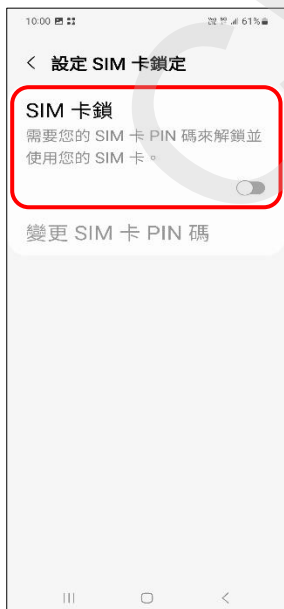 10:00
61%
設定 SIM 卡鎖定
SIM 卡鎖
需要您的 SIM 卡 PIN 碼來解鎖並
使用您的 SIM 卡。
變更 SIM 卡 PIN 碼